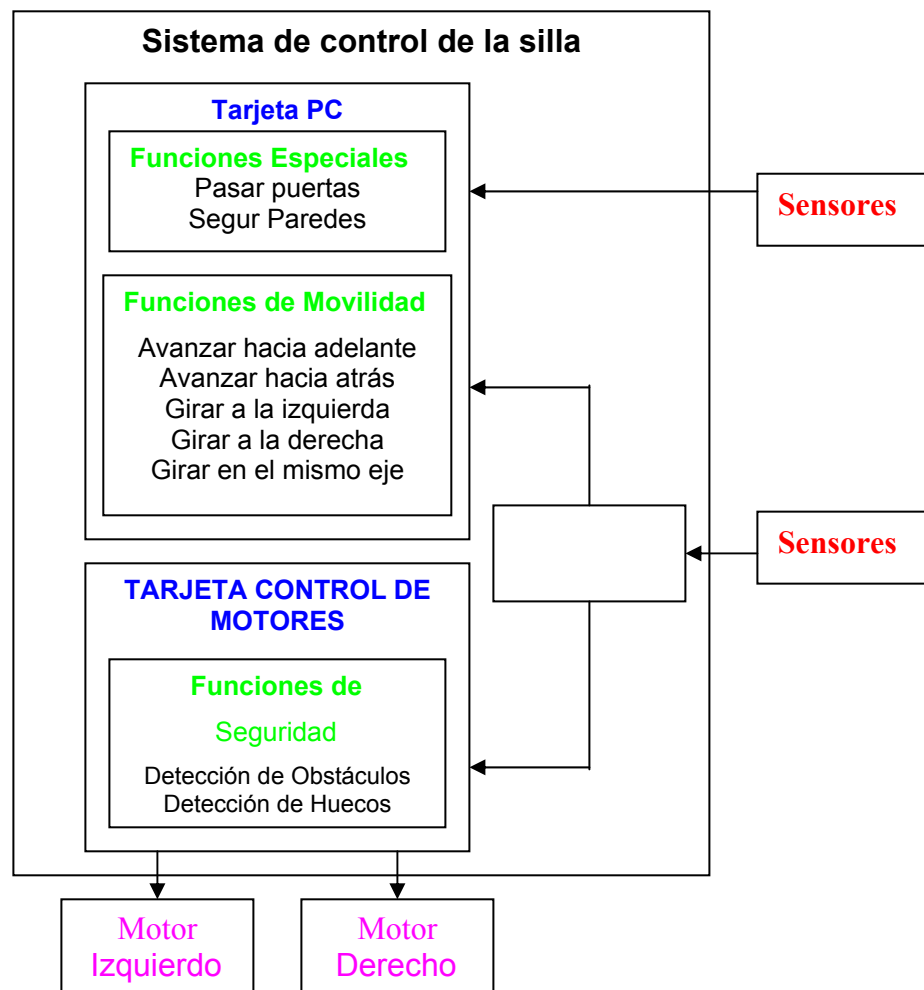 Sistema de control de la silla
Tarjeta PC
Funciones Especiales
Pasar puertas
Segur Paredes
Sensores
Funciones de Movilidad
Avanzar hacia adelante
Avanzar hacia atrás
Girar a la izquierda
Girar a la derecha
Girar en el mismo eje
Sensores
TARJETA CONTROL DE
MOTORES
Funciones de
Seguridad
Detección de Obstáculos
Detección de Huecos
Motor
Izquierdo
Motor
Derecho